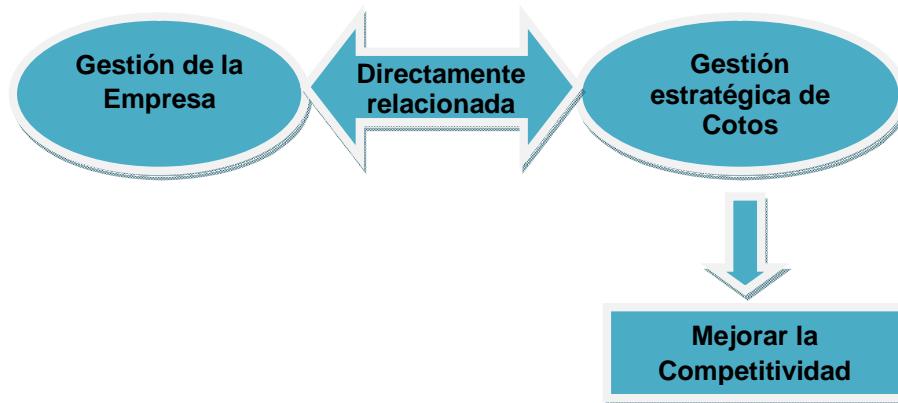 Gestión de la
Empresa
Directamente
relacionada
Gestión
estratégica de
Cotos
Mejorar la
Competitividad